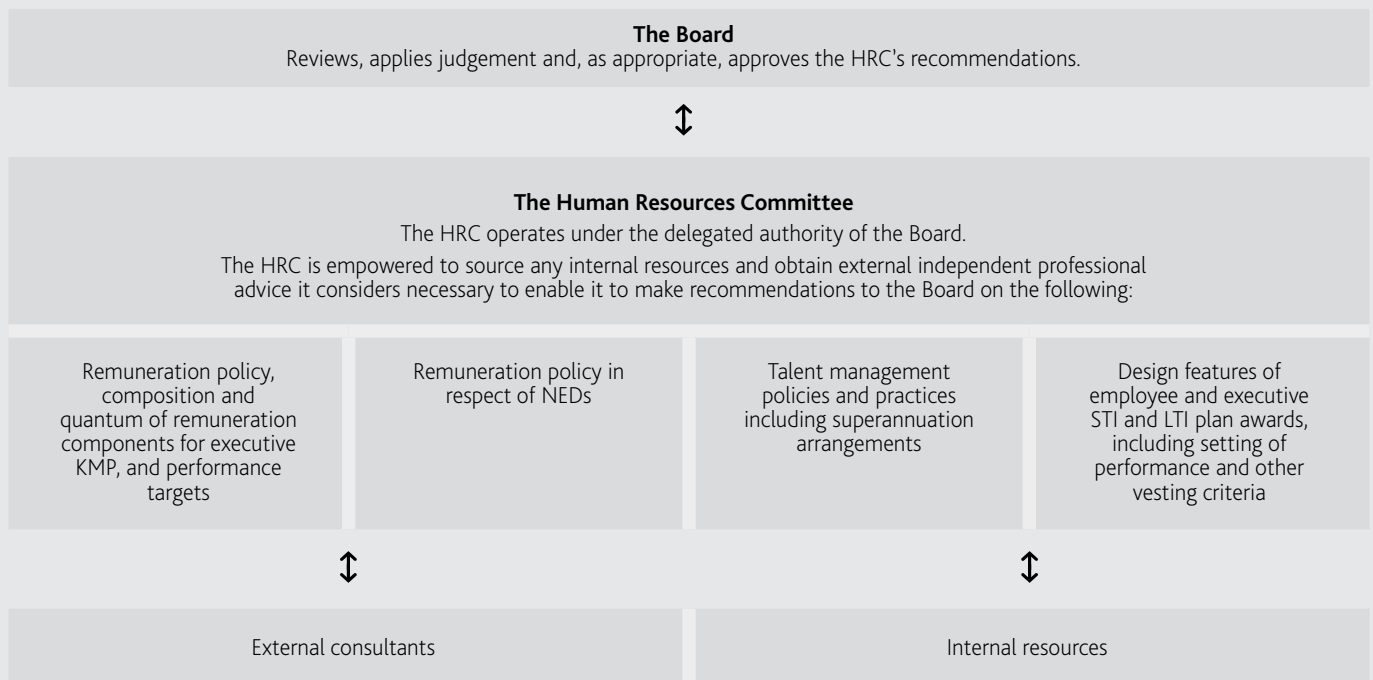 The Board
Reviews, applies judgement and, as appropriate, approves the HRC's recommendations.
The Human Resources Committee
The HRC operates under the delegated authority of the Board.
The HRC is empowered to source any internal resources and obtain external independent professional
advice it considers necessary to enable it to make recommendations to the Board on the following:
Remuneration policy,
composition and
quantum of remuneration
components for executive
KMP, and performance
targets
Remuneration policy in
respect of NEDs
Talent management
policies and practices
including superannuation
arrangements
Design features of
employee and executive
STI and LTI plan awards,
including setting of
performance and other
vesting criteria
External consultants
Internal resources